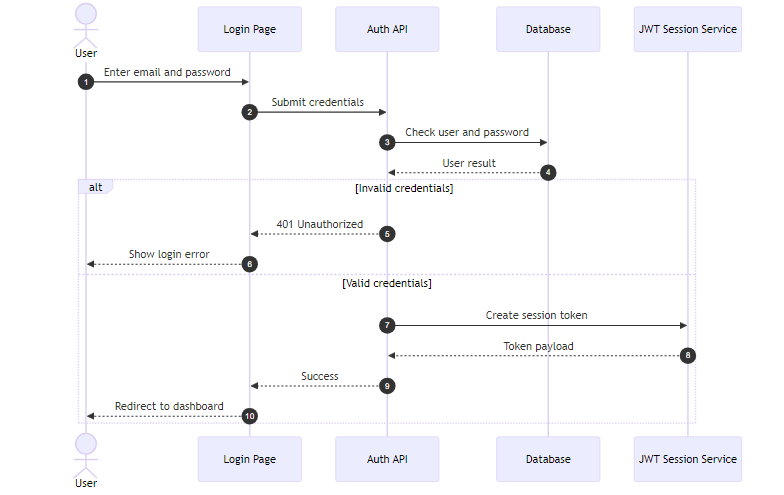 User
Login Page
Auth API
Database
JWT Session Service
1
Enter email and password
2
Submit credentials
3
Check user and password
User result
4
alt
[Invalid credentials]
401 Unauthorized
5
Show login error
6
[Valid credentials]
7
Create session token
Token payload
8
Success
9
Redirect to dashboard
10
User
Login Page
Auth API
Database
JWT Session Service